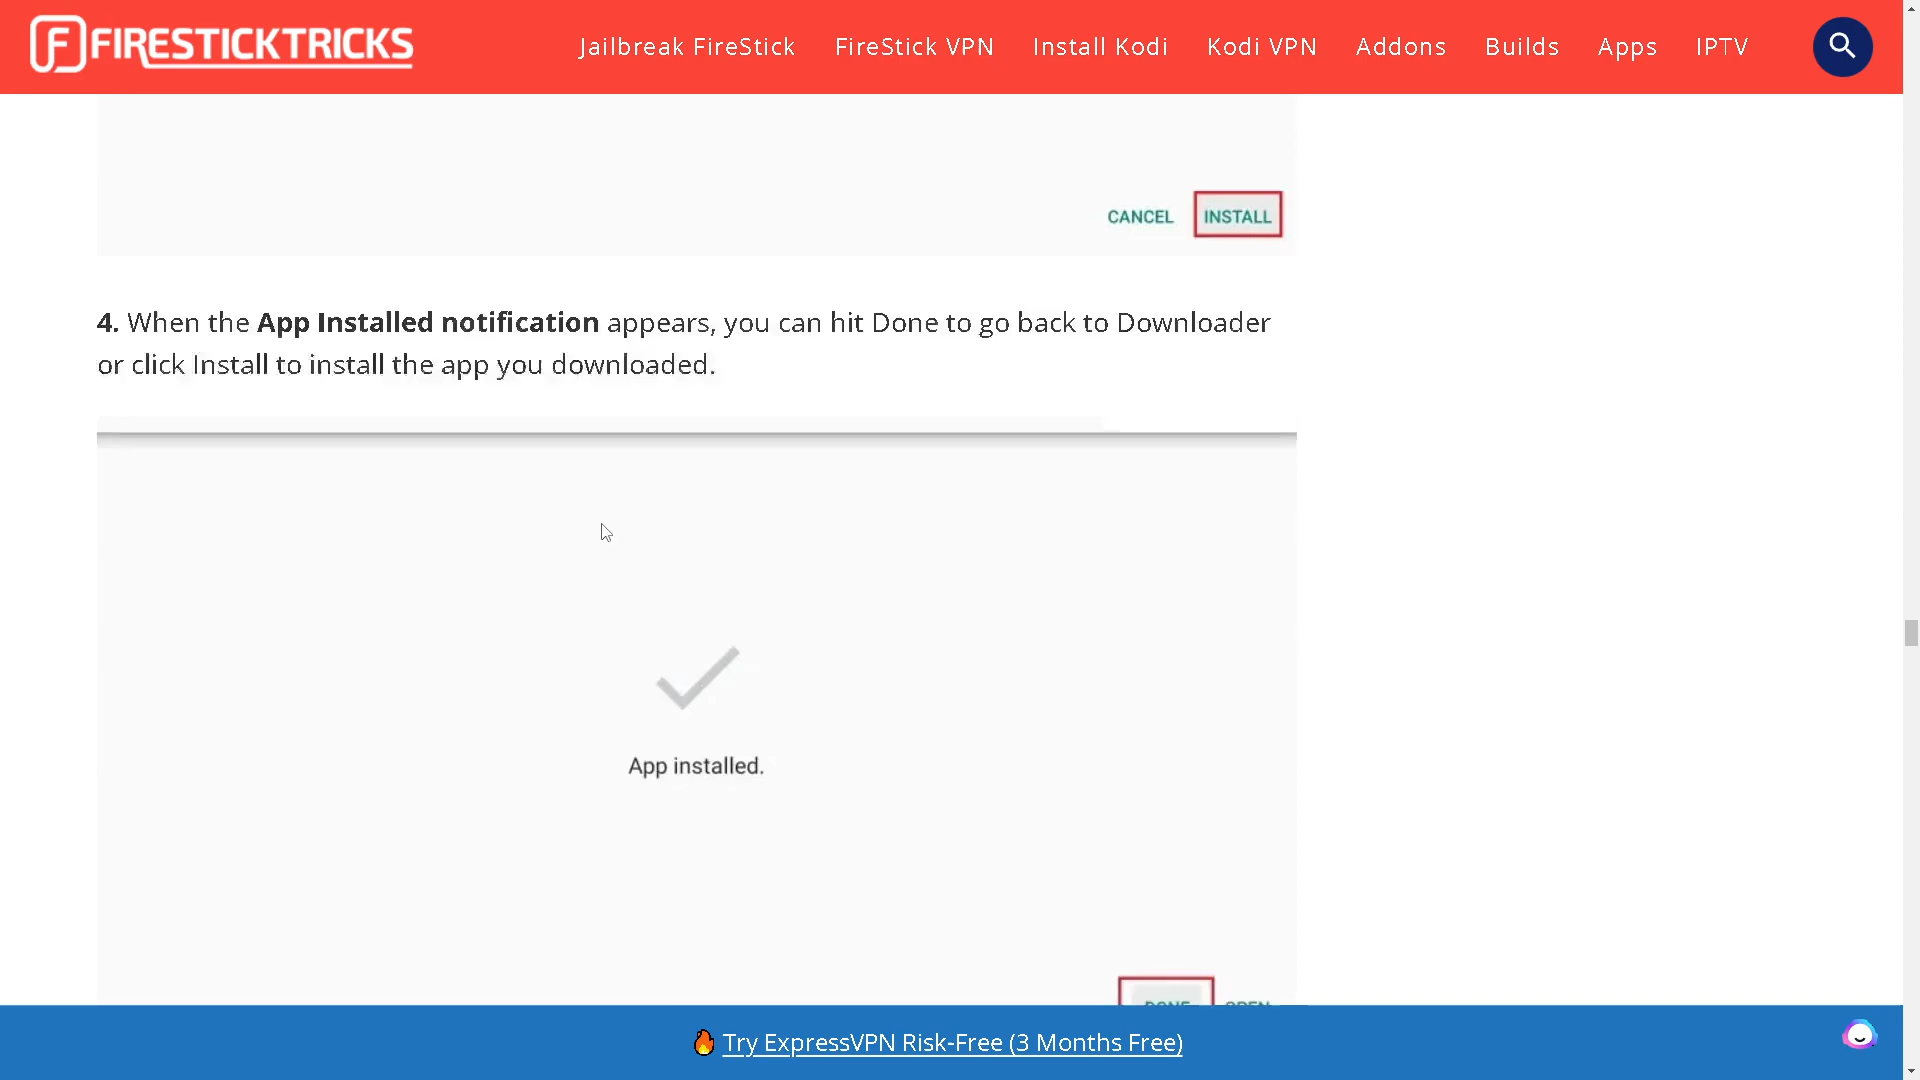 FIRESTICKTRICKS
Jailbreak FireStick FireStick VPN Install Kodi Kodi VPN Addons Builds Apps IPTV
CANCEL INSTALL
4. When the App Installed notification appears, you can hit Done to go back to Downloader
or click Install to install the app you downloaded.
App installed.
DONE OPEN
Try ExpressVPN Risk-Free (3 Months Free)